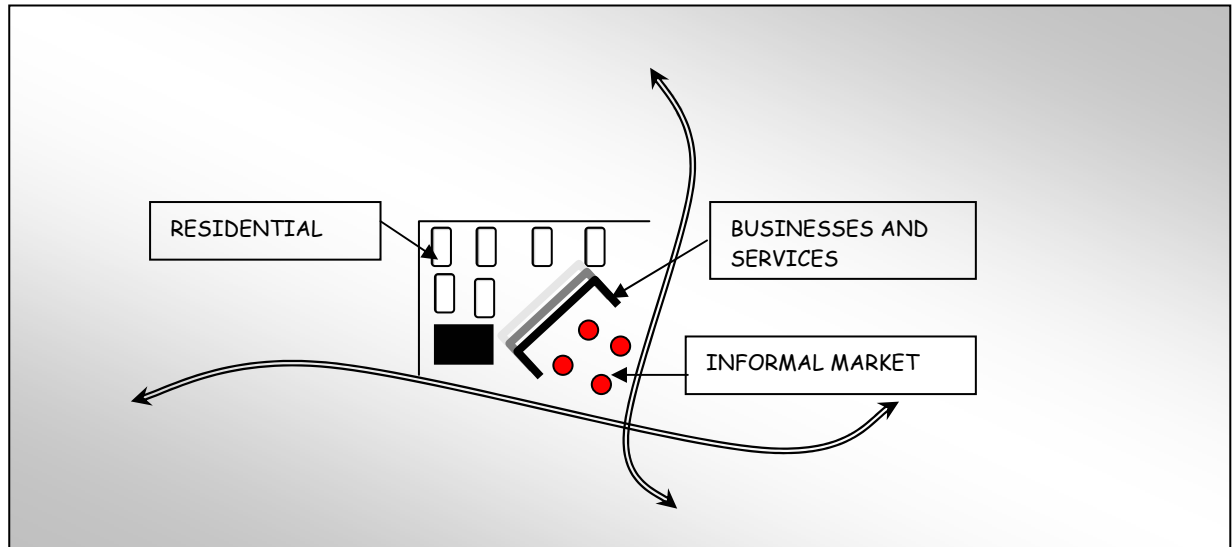 RESIDENTIAL
BUSINESSES AND
SERVICES
INFORMAL MARKET